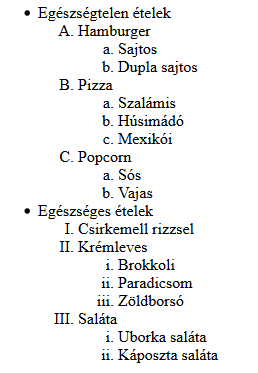 • Egészségtelen ételek
A. Hamburger
a. Sajtos
b. Dupla sajtos
B. Pizza
a. Szalámis
b. Húsimádó
c. Mexikói
C. Popcorn
a. Sós
b. Vajas
• Egészséges ételek
I. Csirkemell rizzsel
II. Krémleves
i. Brokkoli
ii. Paradicsom
iii. Zöldborsó
III. Saláta
i. Uborka saláta
ii. Káposzta saláta